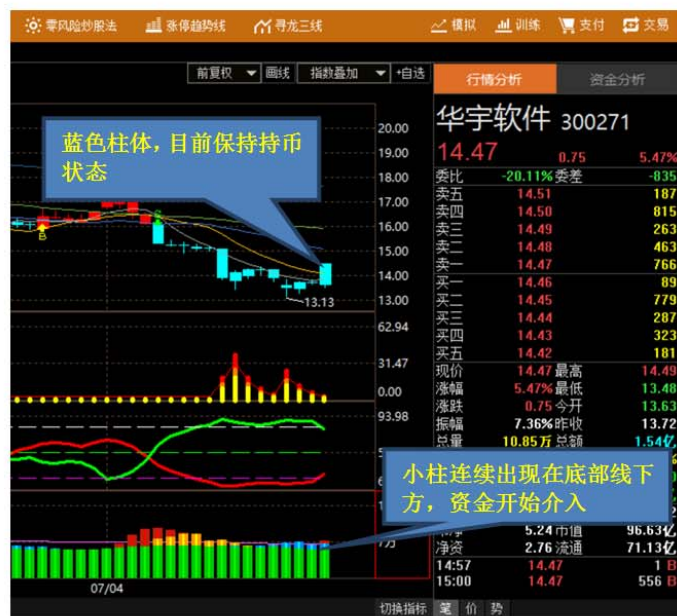 零风险炒股法 涨停趋势线 寻龙三线 模拟 训练 支付 交易
前复权 画线 指数叠加 +自选 行情分析 资金分析
华宇软件 300271
14.47 0.75 5.47%
委比 -20.11% 委差 -835
卖五 14.51 187
卖四 14.50 815
卖三 14.49 263
卖二 14.48 463
卖一 14.47 766
买一 14.46 89
买二 14.45 779
买三 14.44 287
买四 14.43 323
买五 14.42 181
现价 14.47 最高 14.49
涨幅 5.47% 最低 13.48
涨跌 0.75 今开 13.63
振幅 7.36% 昨收 13.72
总量 10.85万 总额 1.54亿
5.24 市值 96.63亿
净资 2.76 流通 71.13亿
14:57 14.47 1 B
15:00 14.47 556 B
切换指标 笔 价 势
蓝色柱体，目前保持持币
状态
20.00
19.00
18.00
17.00
16.00
15.00
14.00
13.00
B
S
13.13
62.94
31.47
0.00
93.98
小柱连续出现在底部线下
方，资金开始介入
07/04